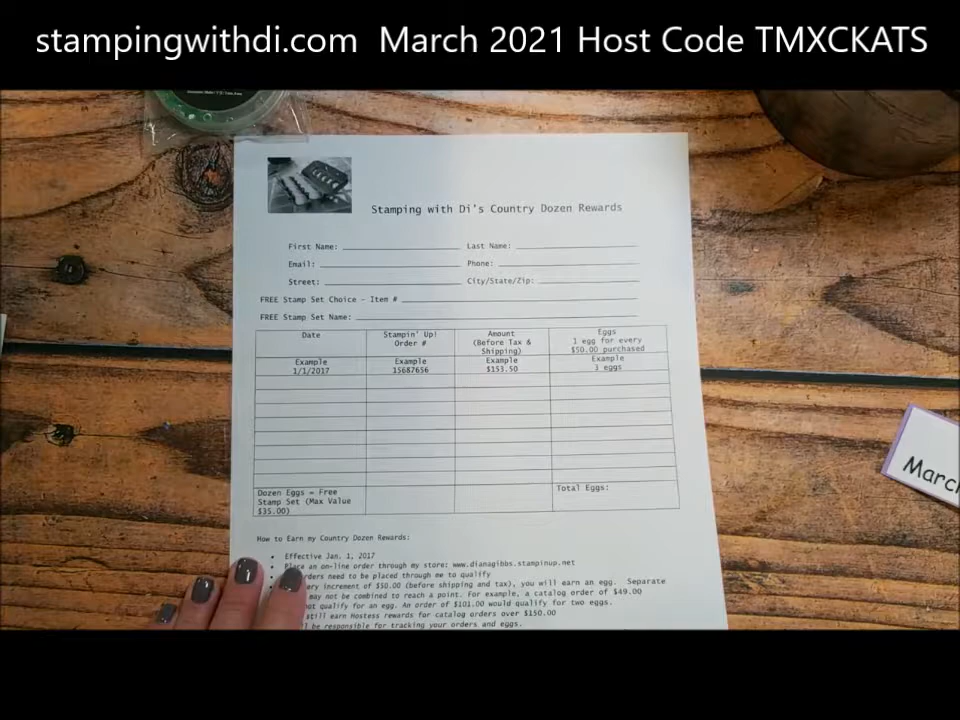 stampingwithdi.com March 2021 Host Code TMXCKATS
Stamping with Di's Country Dozen Rewards
First Name: Last Name:
Email: Phone:
Street: City/State/Zip:
FREE Stamp Set Choice - Item #
FREE Stamp Set Name:
Date Stampin' Up! Order # Amount (Before Tax & Shipping) Eggs 1 egg for every $50.00 purchased
Example 1/1/2017 Example 15687656 Example $153.50 Example 3 eggs
Dozen Eggs = Free Total Eggs:
Stamp Set (Max Value
$35.00)
How to Earn my Country Dozen Rewards:
• Effective Jan. 1, 2017
• Place an on-line order through my store: www.dianagibbs.stampinup.net
orders need to be placed through me to qualify
increment of $50.00 (before shipping and tax), you will earn an egg. Separate
may not be combined to reach a point. For example, a catalog order of $49.00
not qualify for an egg. An order of $101.00 would qualify for two eggs.
still earn Hostess rewards for catalog orders over $150.00
be responsible for tracking your orders and eggs.
March